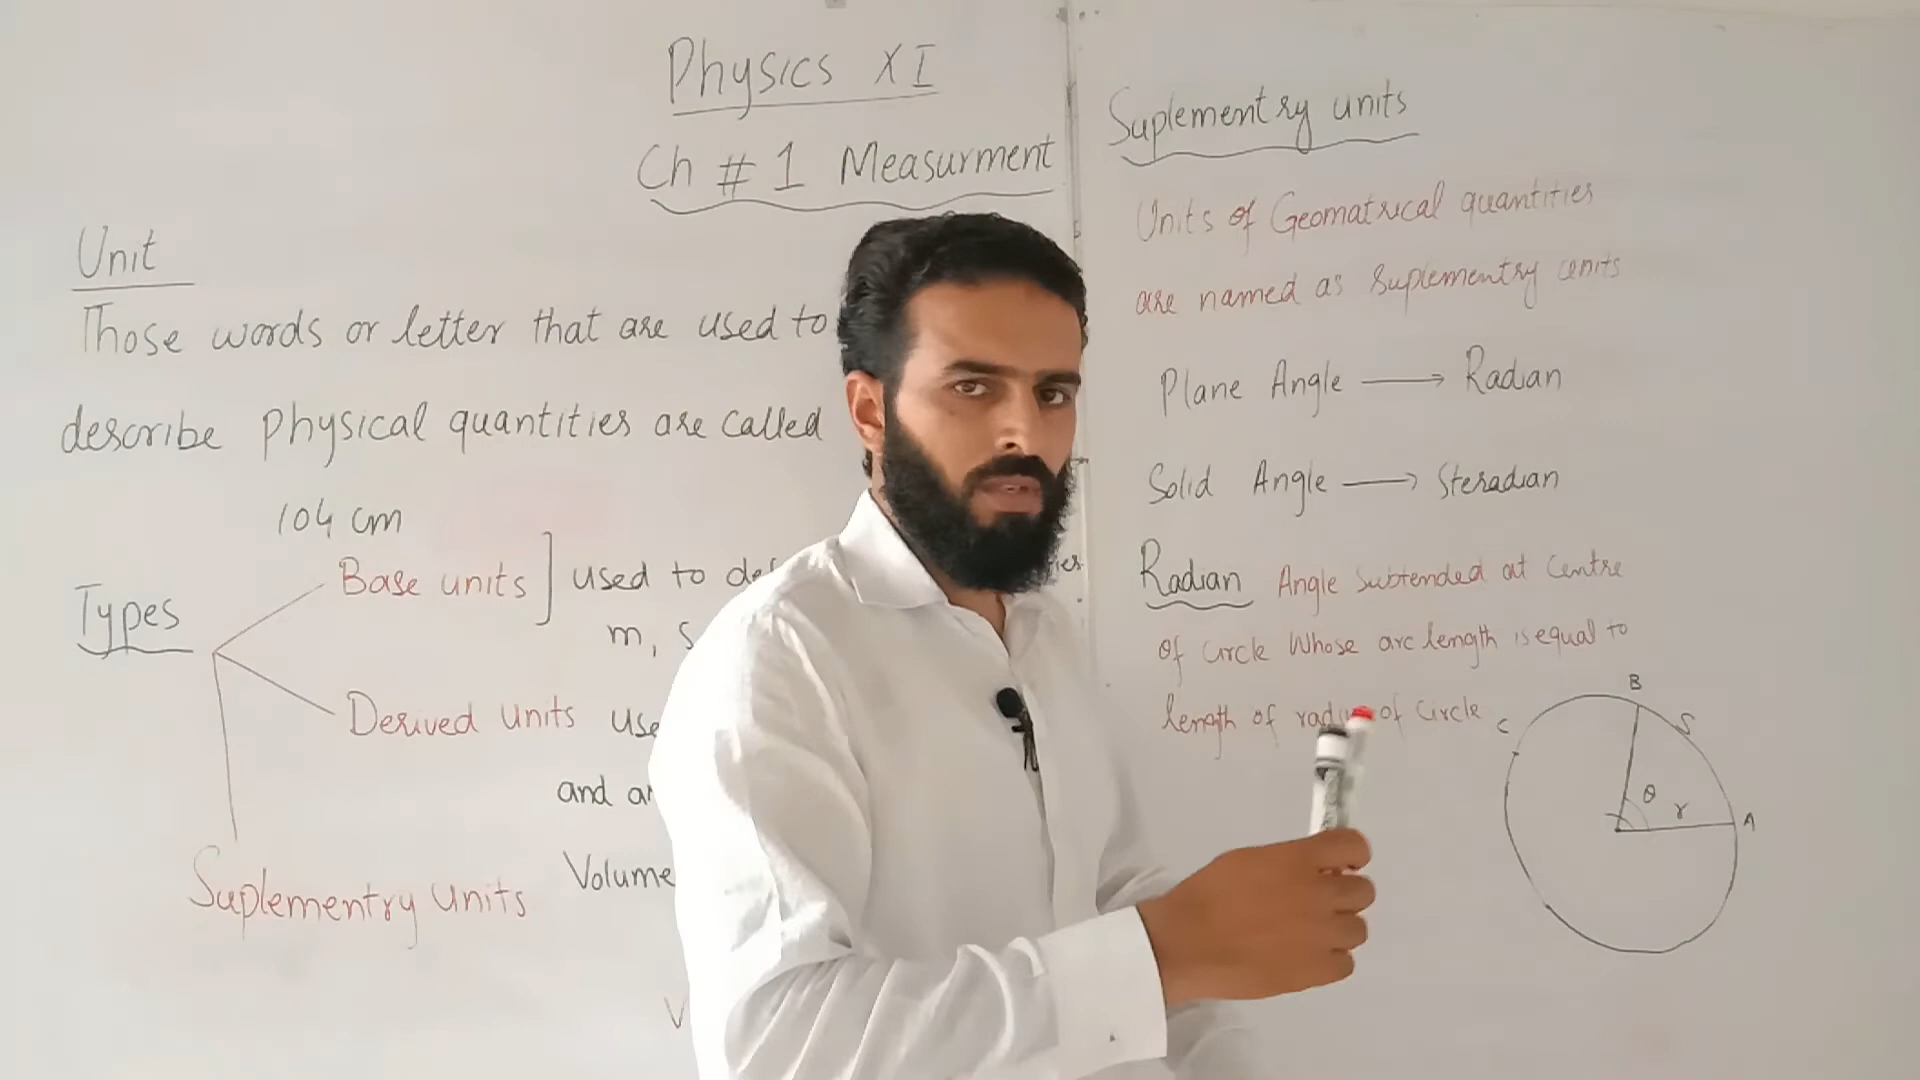 Physics XI
Ch # 1 Measurment
Unit
Those words or letter that are used to
describe physical quantities are called
104 cm
Types
Base units ] used to
m, s
Derived units
and
Suplementry units
Volume
V
Suplementry units
Units of Geomatrical quantities
are named as Suplementry units
Plane Angle → Radian
Solid Angle → Steradian
Radian Angle Subtended at Centre
of circle Whose arc length is equal to
length of radius of Circle
B
C
S
θ
r
A